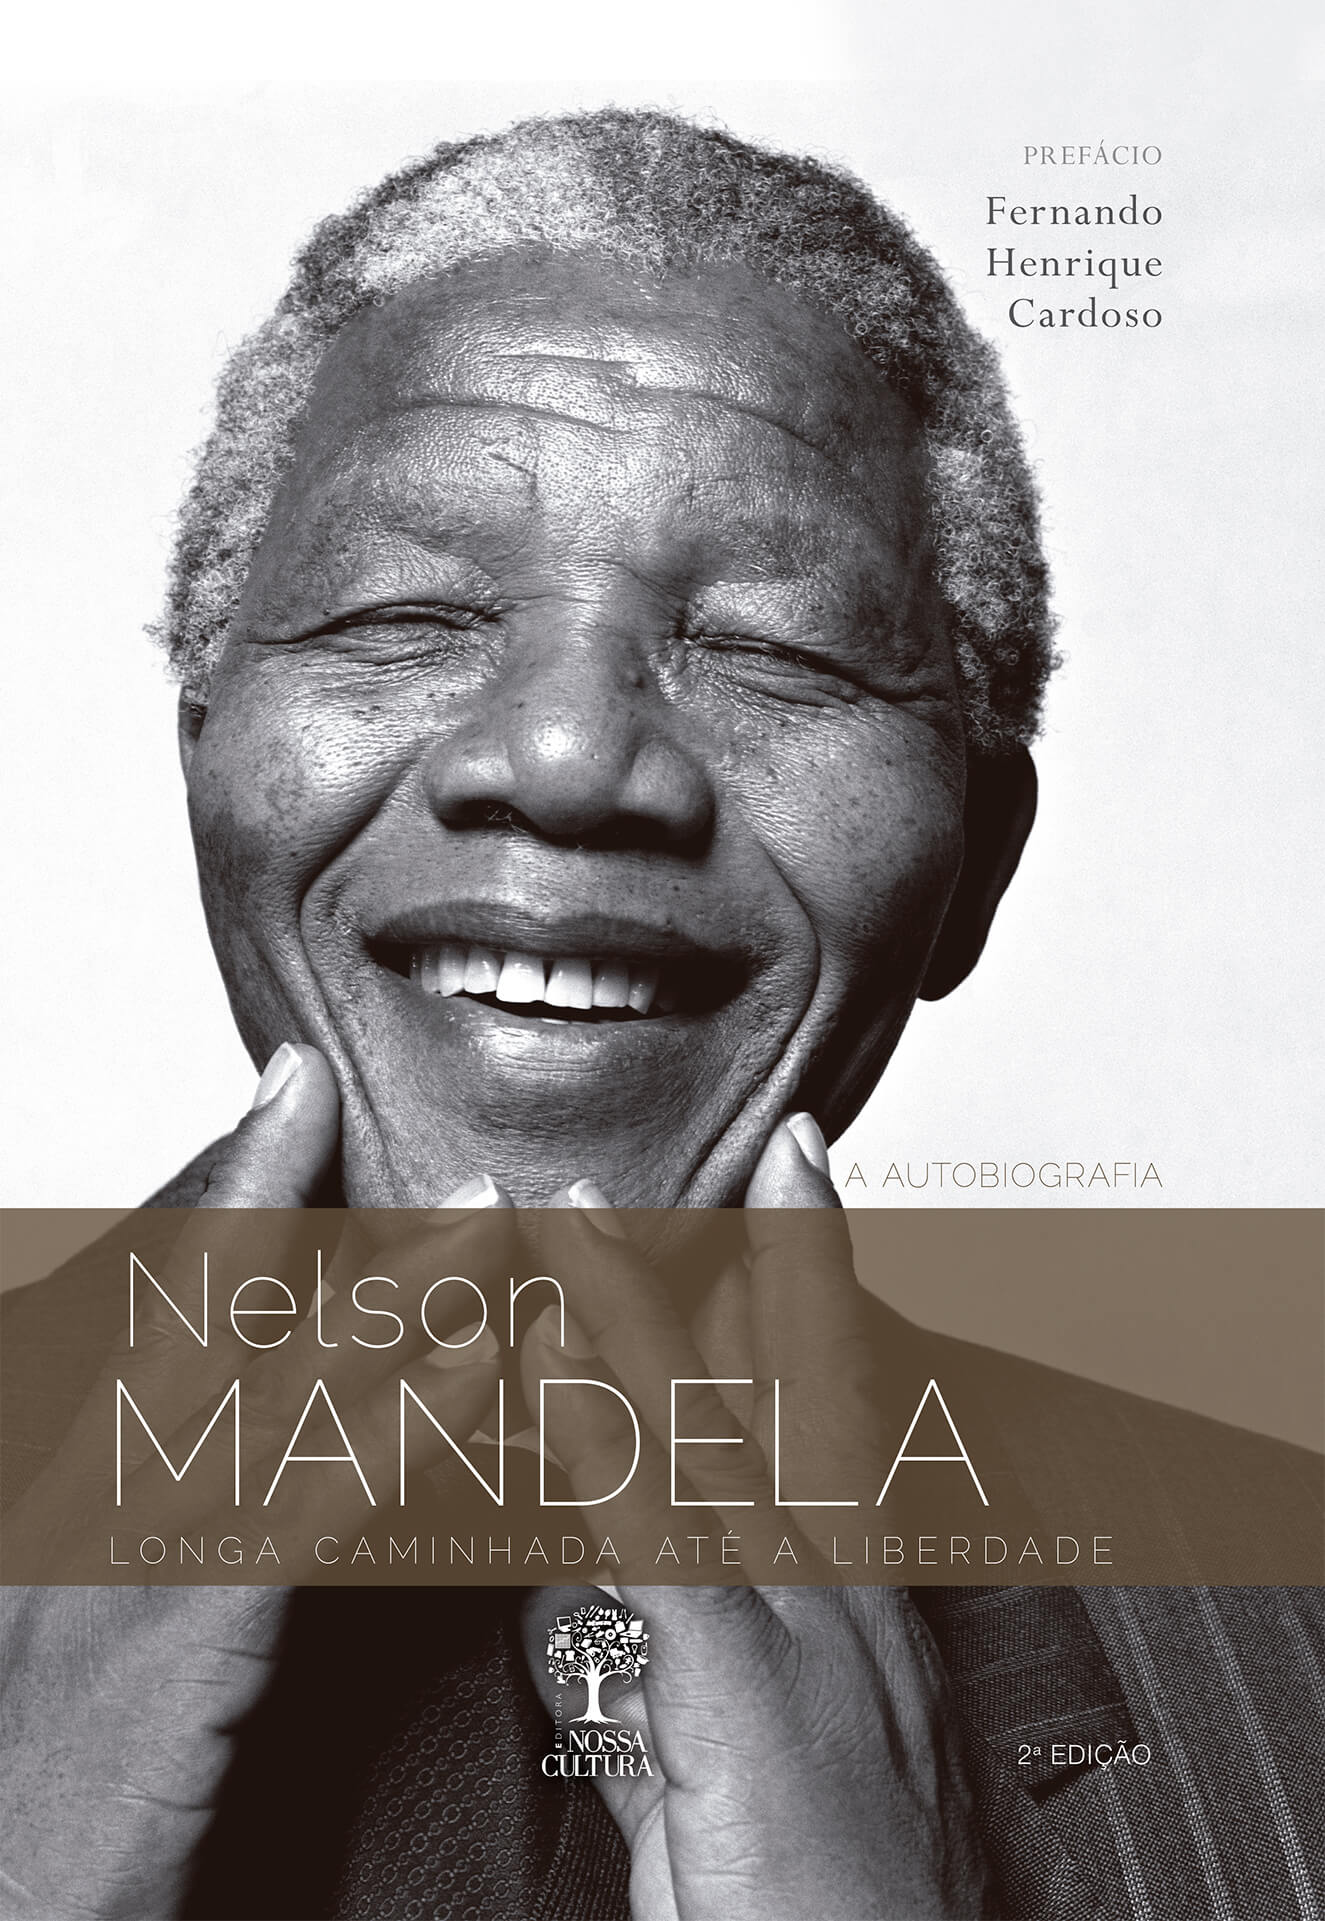 PREFÁCIO
Fernando
Henrique
Cardoso
A AUTOBIOGRAFIA
Nelson
MANDELA
LONGA CAMINHADA ATÉ A LIBERDADE
EDITORA
NOSSA
CULTURA
2ª EDIÇÃO